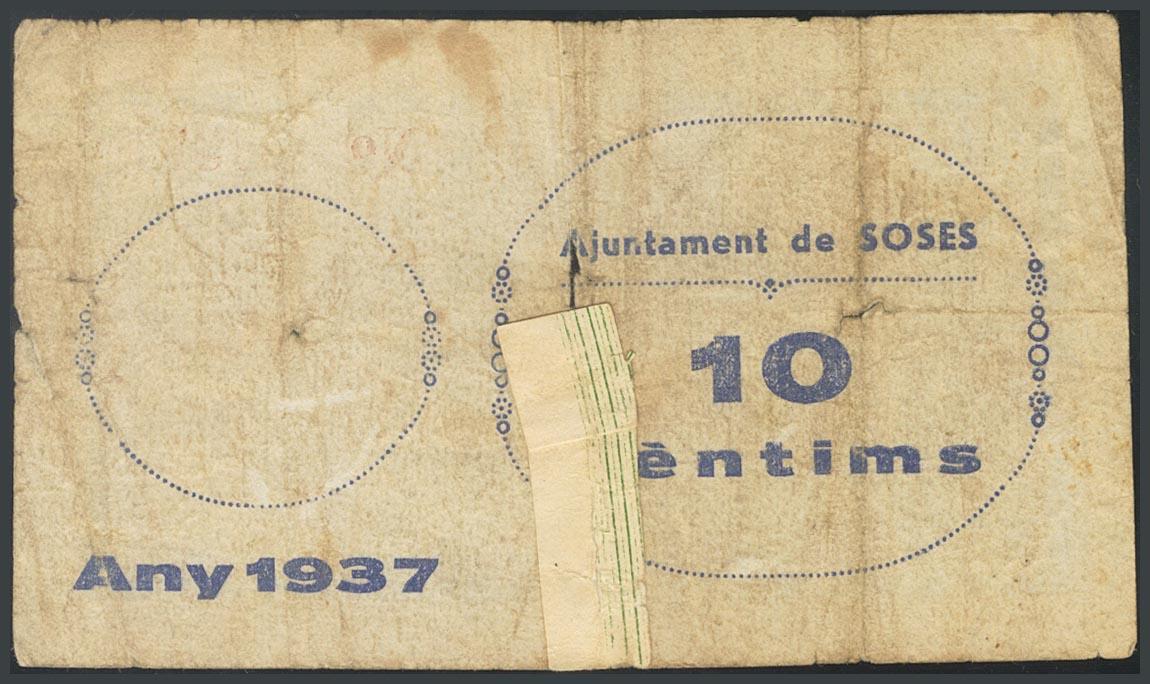 Ajuntament de SOSES
10
èntims
Any 1937